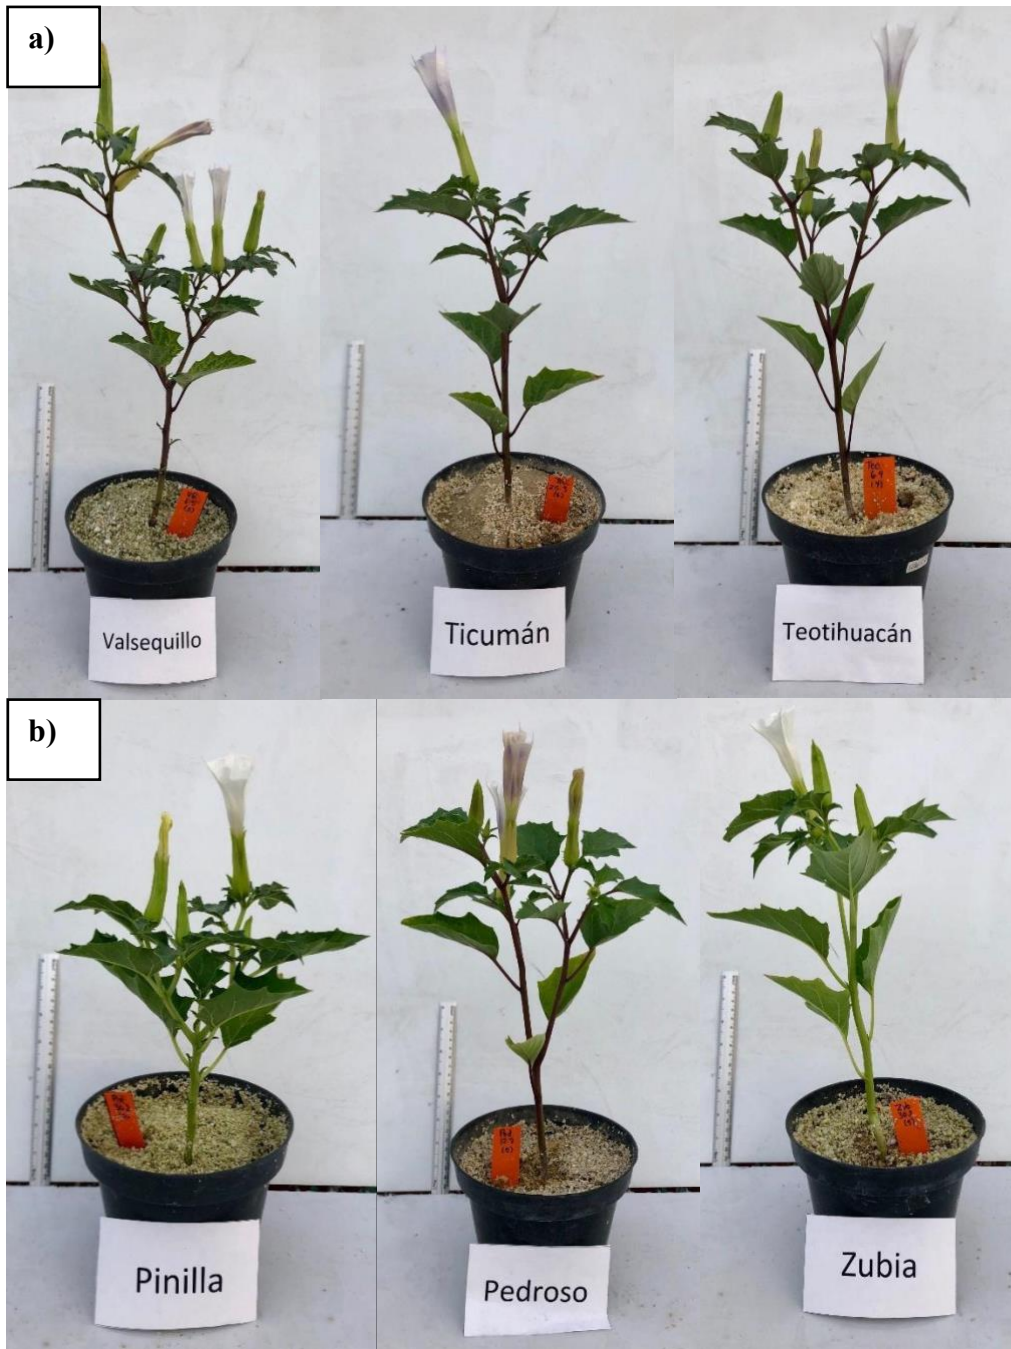 a)
Valsequillo
Ticumán
Teotihuacán
b)
Pinilla
Pedroso
Zubia